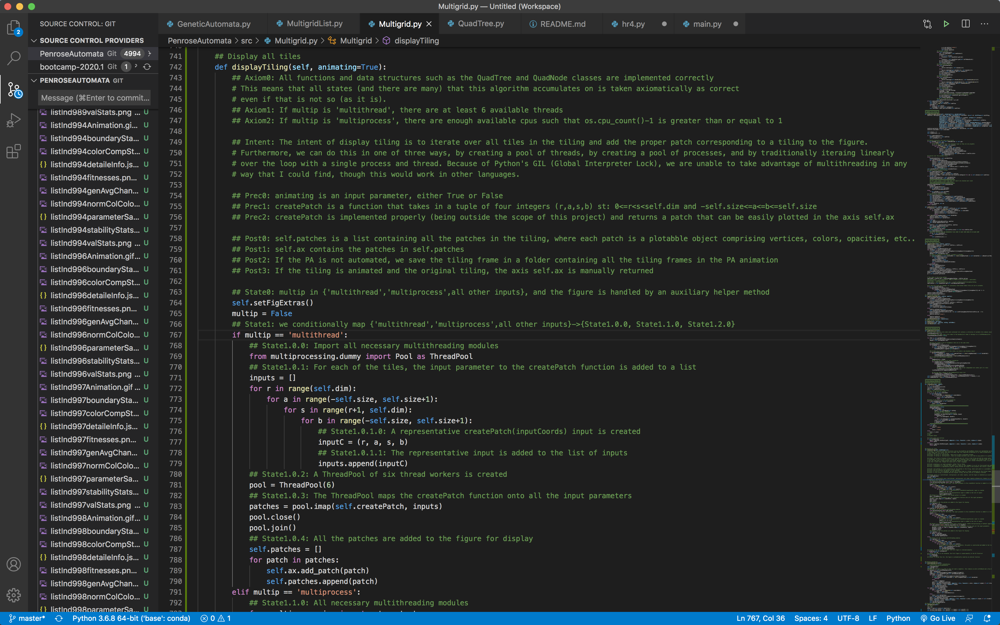 Multigrid.py — Untitled (Workspace)
SOURCE CONTROL: GIT
GeneticAutomata.py
MultigridList.py
Multigrid.py
QuadTree.py
README.md
hr4.py
main.py
2
SOURCE CONTROL PROVIDERS
PenroseAutomata Git 4994
bootcamp-2020.1 Git 1 ?
PENROSEAUTOMATA GIT
Message (⌘Enter to commit...
listInd989valStats.png ... U
listInd994Animation.gi... U
listInd994boundarySta... U
listInd994colorCompSt... U
listInd994detaileInfo.js... U
listInd994fitnesses.pn... U
listInd994genAvgChan... U
listInd994normColColo... U
listInd994parameterSa... U
listInd994stabilityStats... U
listInd994valStats.png ... U
listInd996Animation.gif... U
listInd996boundarySta... U
listInd996colorCompSt... U
listInd996detaileInfo.js... U
listInd996fitnesses.pn... U
listInd996genAvgChan... U
listInd996normColColo... U
listInd996parameterSa... U
listInd996stabilityStats... U
listInd996valStats.png ... U
listInd997Animation.gif ... U
listInd997boundarySta... U
listInd997colorCompSt... U
listInd997detaileInfo.js... U
listInd997fitnesses.pn... U
listInd997genAvgChan... U
listInd997normColColo... U
listInd997parameterSa... U
listInd997stabilityStats... U
listInd997valStats.png ... U
listInd998Animation.gif... U
listInd998boundarySta... U
listInd998colorCompSt... U
listInd998detaileInfo.js... U
listInd998fitnesses.pn... U
listInd998genAvgChan... U
listInd998normColColo... U
listInd998parameterSa... U
PenroseAutomata > src > Multigrid.py > Multigrid > displayTiling
741 ## Display all tiles
742 def displayTiling(self, animating=True):
743 ## Axiom0: All functions and data structures such as the QuadTree and QuadNode classes are implemented correctly
744 # This means that all states (and there are many) that this algorithm accumulates on is taken axiomatically as correct
745 # even if that is not so (as it is).
746 ## Axiom1: If multip is 'multithread', there are at least 6 available threads
747 ## Axiom2: If multip is 'multiprocess', there are enough available cpus such that os.cpu_count()-1 is greater than or equal to 1
748
749 ## Intent: The intent of display tiling is to iterate over all tiles in the tiling and add the proper patch corresponding to a tiling to the figure.
750 # Furthermore, we can do this in one of three ways, by creating a pool of threads, by creating a pool of processes, and by traditionally iteraing linearly
751 # over the loop with a single process and thread. Because of Python's GIL (Global Interpreter Lock), we are unable to take advantage of multithreading in any
752 # way that I could find, though this would work in other languages.
753
754 ## Prec0: animating is an input parameter, either True or False
755 ## Prec1: createPatch is a function that takes in a tuple of four integers (r,a,s,b) st: 0<=r<s<self.dim and -self.size<=a<=b<=self.size
756 ## Prec2: createPatch is implemented properly (being outside the scope of this project) and returns a patch that can be easily plotted in the axis self.ax
757
758 ## Post0: self.patches is a list containing all the patches in the tiling, where each patch is a plotabble object comprising vertices, colors, opacities, etc..
759 ## Post1: self.ax contains the patches in self.patches
760 ## Post2: If the PA is not automated, we save the tiling frame in a folder containing all the tiling frames in the PA animation
761 ## Post3: If the tiling is animated and the original tiling, the axis self.ax is manually returned
762
763 ## State0: multip in {'multithread','multiprocess',all other inputs}, and the figure is handled by an auxiliary helper method
764 self.setFigExtras()
765 multip = False
766 ## State1: we conditionally map {'multithread','multiprocess',all other inputs}->{State1.0.0, State1.1.0, State1.2.0}
767 if multip == 'multithread':
768 ## State1.0.0: Import all necessary multithreading modules
769 from multiprocessing.dummy import Pool as ThreadPool
770 ## State1.0.1: For each of the tiles, the input parameter to the createPatch function is added to a list
771 inputs = []
772 for r in range(self.dim):
773 for a in range(-self.size, self.size+1):
774 for s in range(r+1, self.dim):
775 for b in range(-self.size, self.size+1):
776 ## State1.0.1.0: A representative createPatch(inputCoords) input is created
777 inputC = (r, a, s, b)
778 ## State1.0.1.1: The representative input is added to the list of inputs
779 inputs.append(inputC)
780 ## State1.0.2: A ThreadPool of six thread workers is created
781 pool = ThreadPool(6)
782 ## State1.0.3: The ThreadPool maps the createPatch function onto all the input parameters
783 patches = pool.imap(self.createPatch, inputs)
784 pool.close()
785 pool.join()
786 ## State1.0.4: All the patches are added to the figure for display
787 self.patches = []
788 for patch in patches:
789 self.ax.add_patch(patch)
790 self.patches.append(patch)
791 elif multip == 'multiprocess':
792 ## State1.1.0: All necessary multithreading modules
master* Python 3.6.8 64-bit ('base': conda) 0 1
Ln 767, Col 36 Spaces: 4 UTF-8 LF Python Go Live